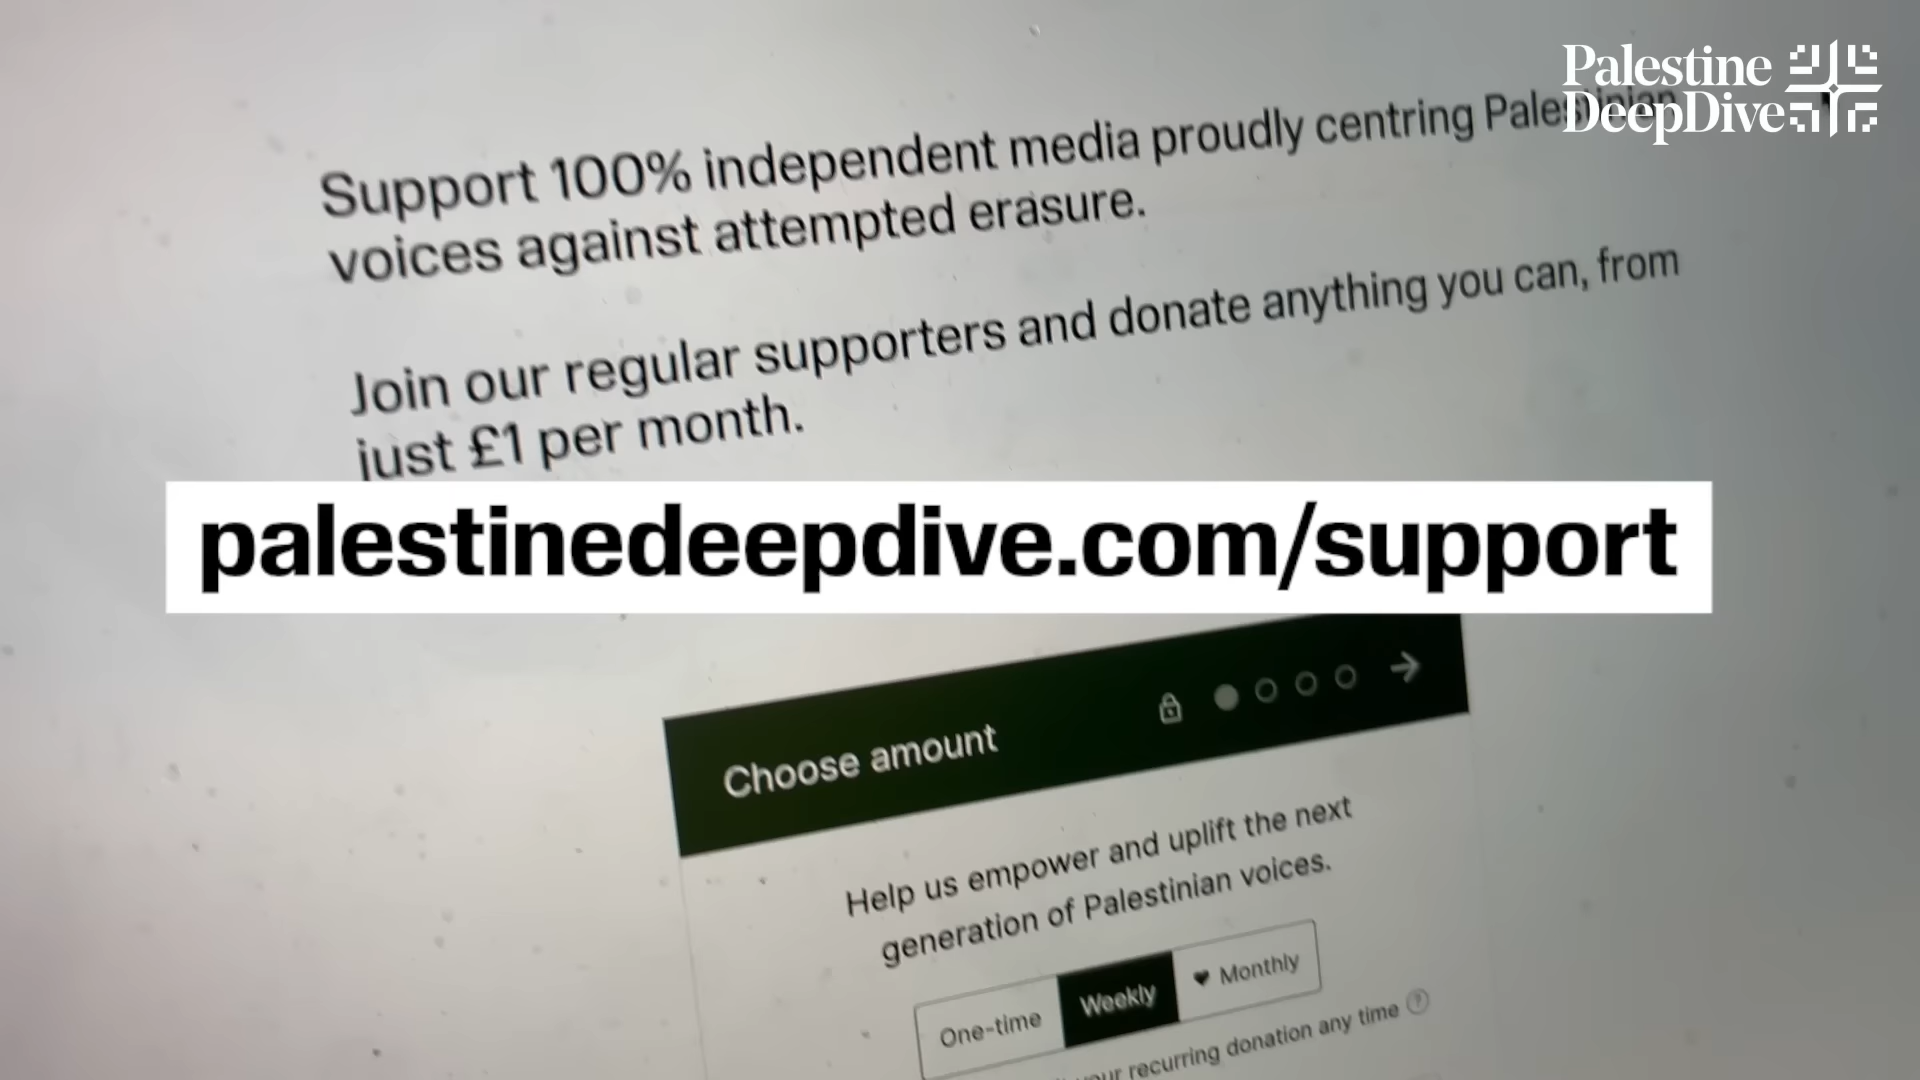 Palestine
DeepDive
Support 100% independent media proudly centring Palestinian
voices against attempted erasure.
Join our regular supporters and donate anything you can, from
just £1 per month.
palestinedeepdive.com/support
Choose amount
Help us empower and uplift the next
generation of Palestinian voices.
One-time Weekly ♥ Monthly
recurring donation any time ?